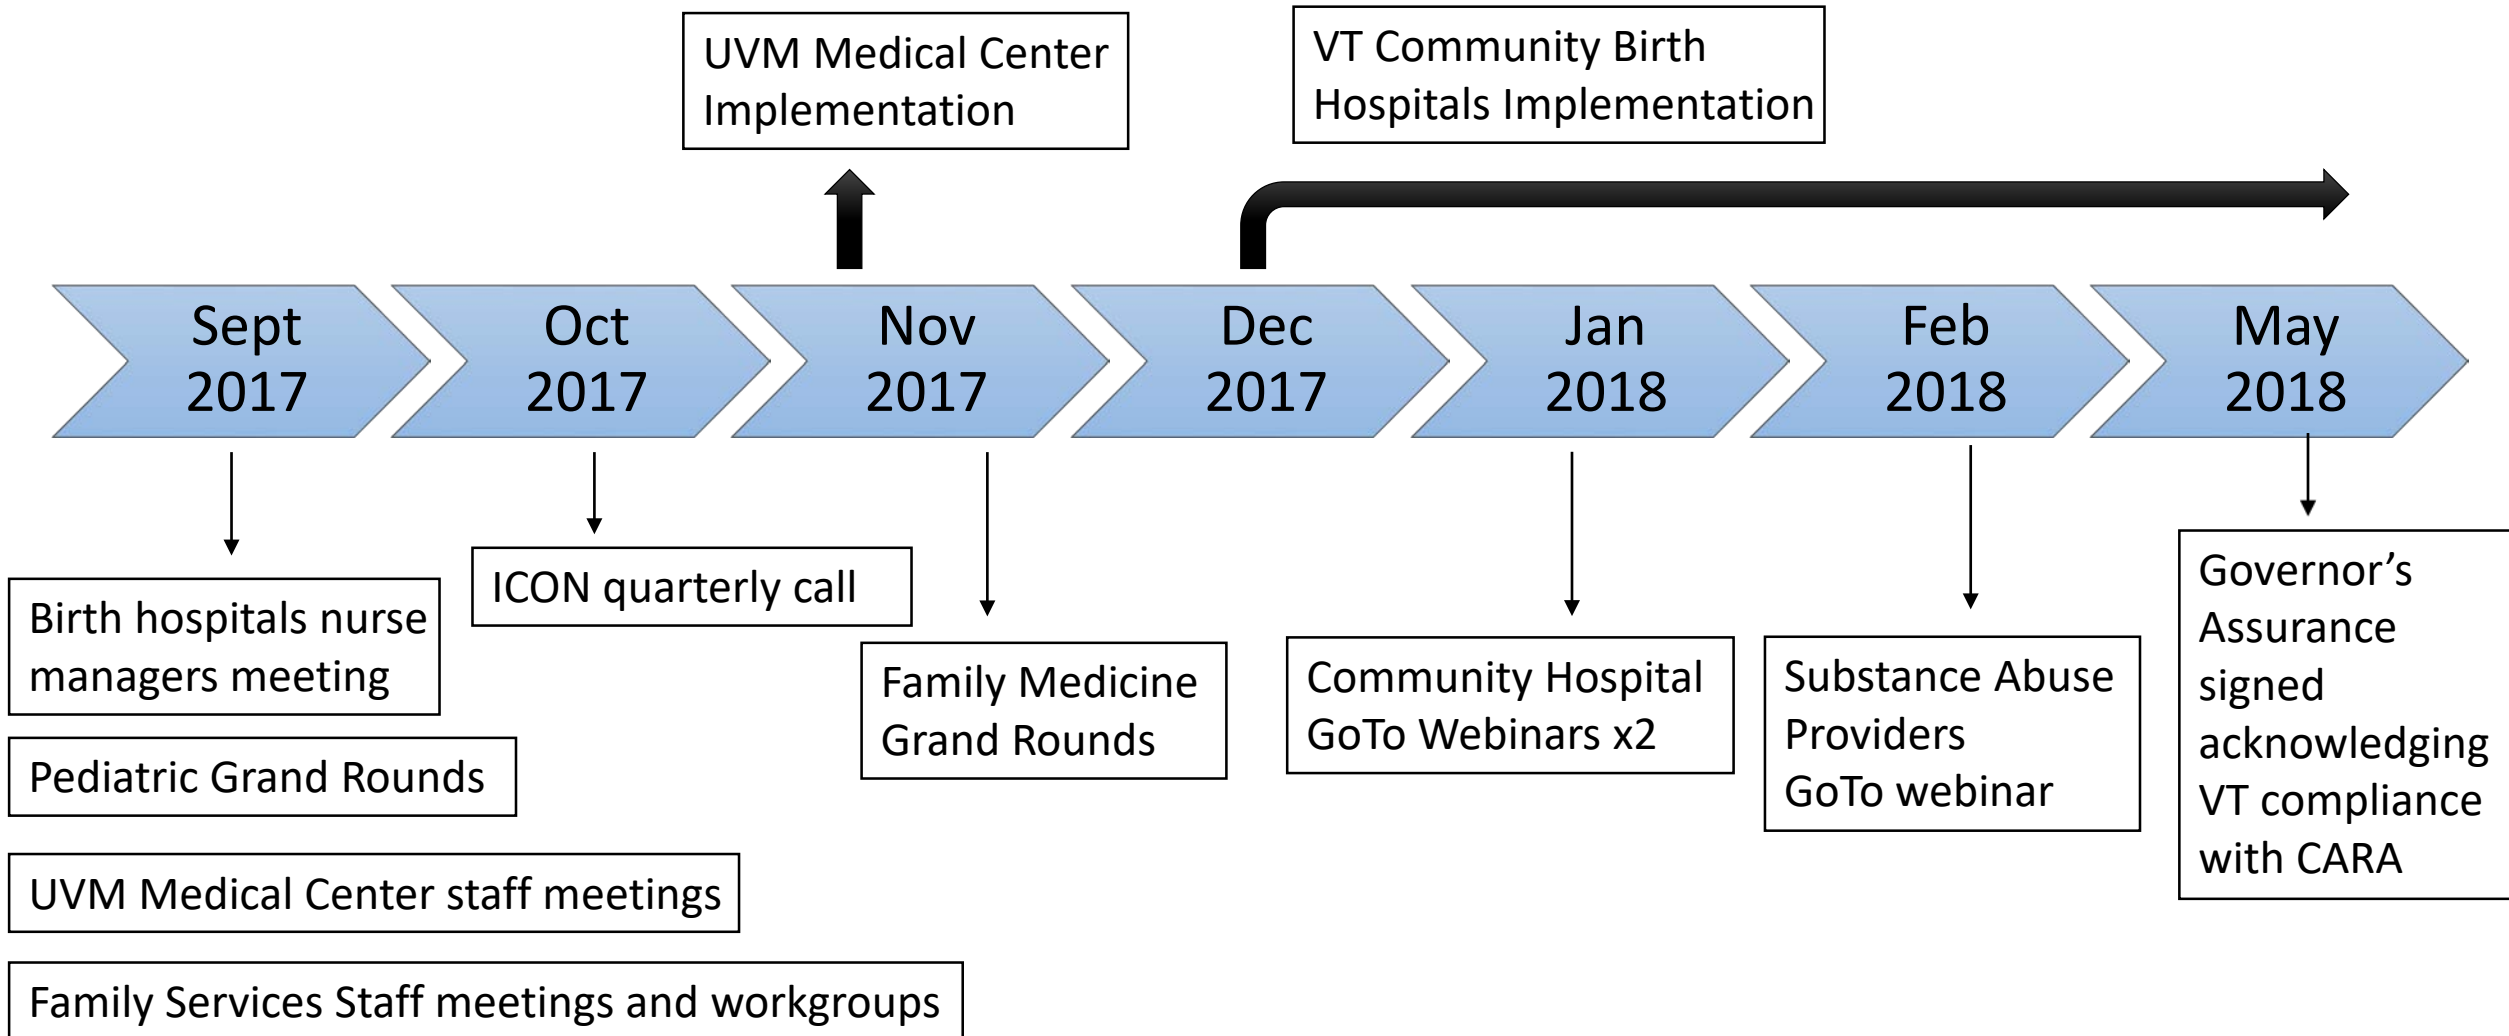 UVM Medical Center
Implementation
VT Community Birth
Hospitals Implementation
Sept
2017
Oct
2017
Nov
2017
Dec
2017
Jan
2018
Feb
2018
May
2018
Birth hospitals nurse
managers meeting
Pediatric Grand Rounds
UVM Medical Center staff meetings
Family Services Staff meetings and workgroups
ICON quarterly call
Family Medicine
Grand Rounds
Community Hospital
GoTo Webinars x2
Substance Abuse
Providers
GoTo webinar
Governor’s
Assurance
signed
acknowledging
VT compliance
with CARA